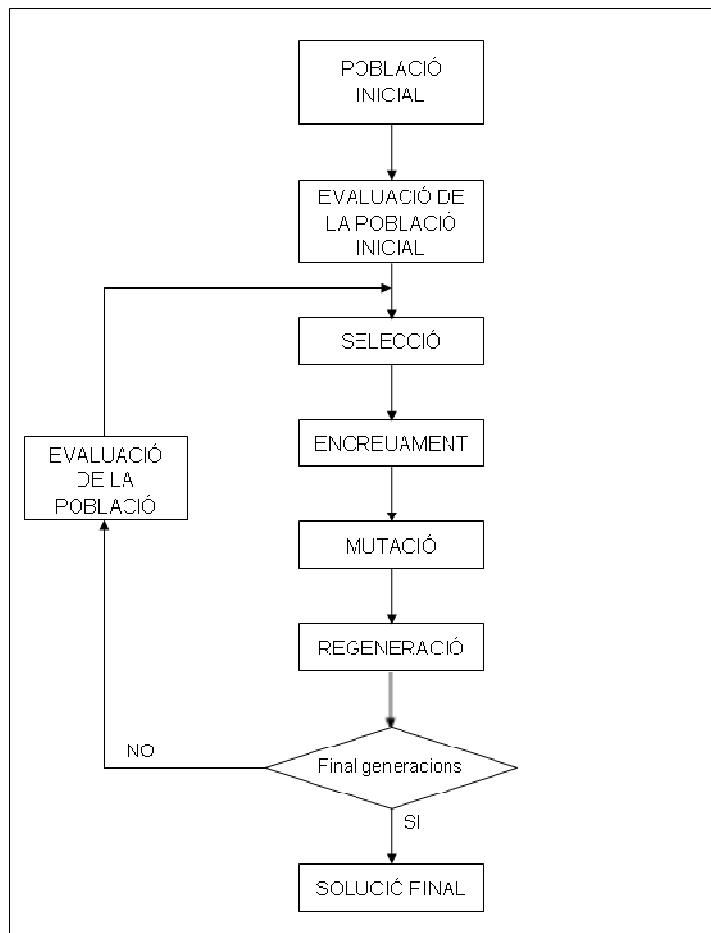 POBLACIÓ
INICIAL
EVALUACIÓ DE
LA POBLACIÓ
INICIAL
SELECCIÓ
ENCREUAMENT
EVALUACIÓ
DE LA
POBLACIÓ
MUTACIÓ
REGENERACIÓ
NO
Final generacions
SI
SOLUCIÓ FINAL